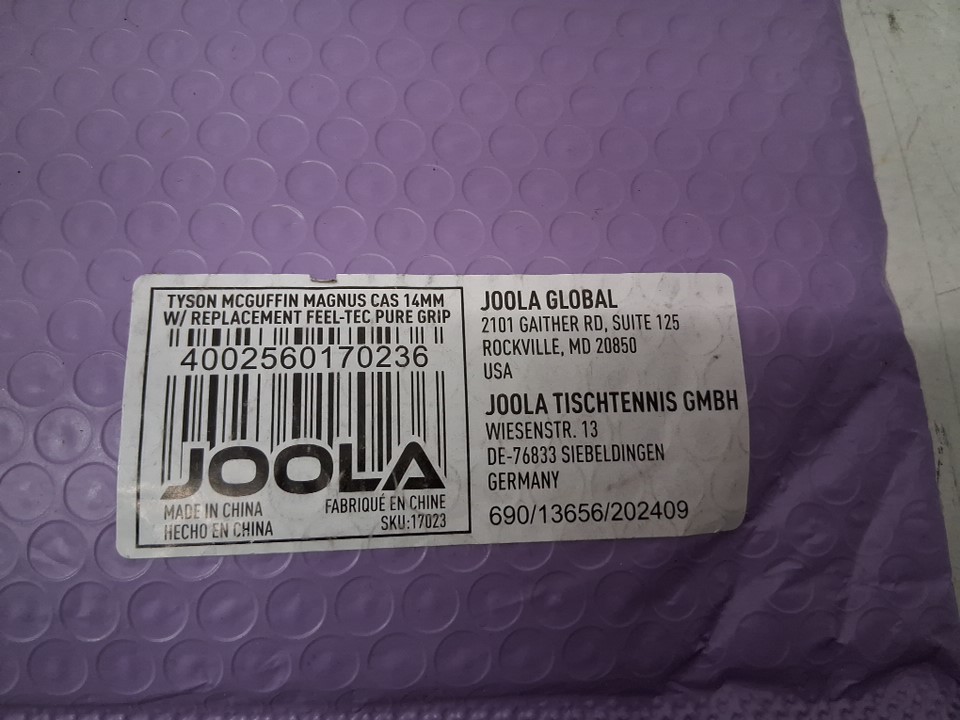 TYSON MCGUFFIN MAGNUS CAS 14MM
W/ REPLACEMENT FEEL-TEC PURE GRIP
4002560170236
JOOLA
MADE IN CHINA
HECHO EN CHINA
FABRIQUÉ EN CHINE
SKU:17023
JOOLA GLOBAL
2101 GAITHER RD, SUITE 125
ROCKVILLE, MD 20850
USA
JOOLA TISCHTENNIS GMBH
WIESENSTR. 13
DE-76833 SIEBELDINGEN
GERMANY
690/13656/202409